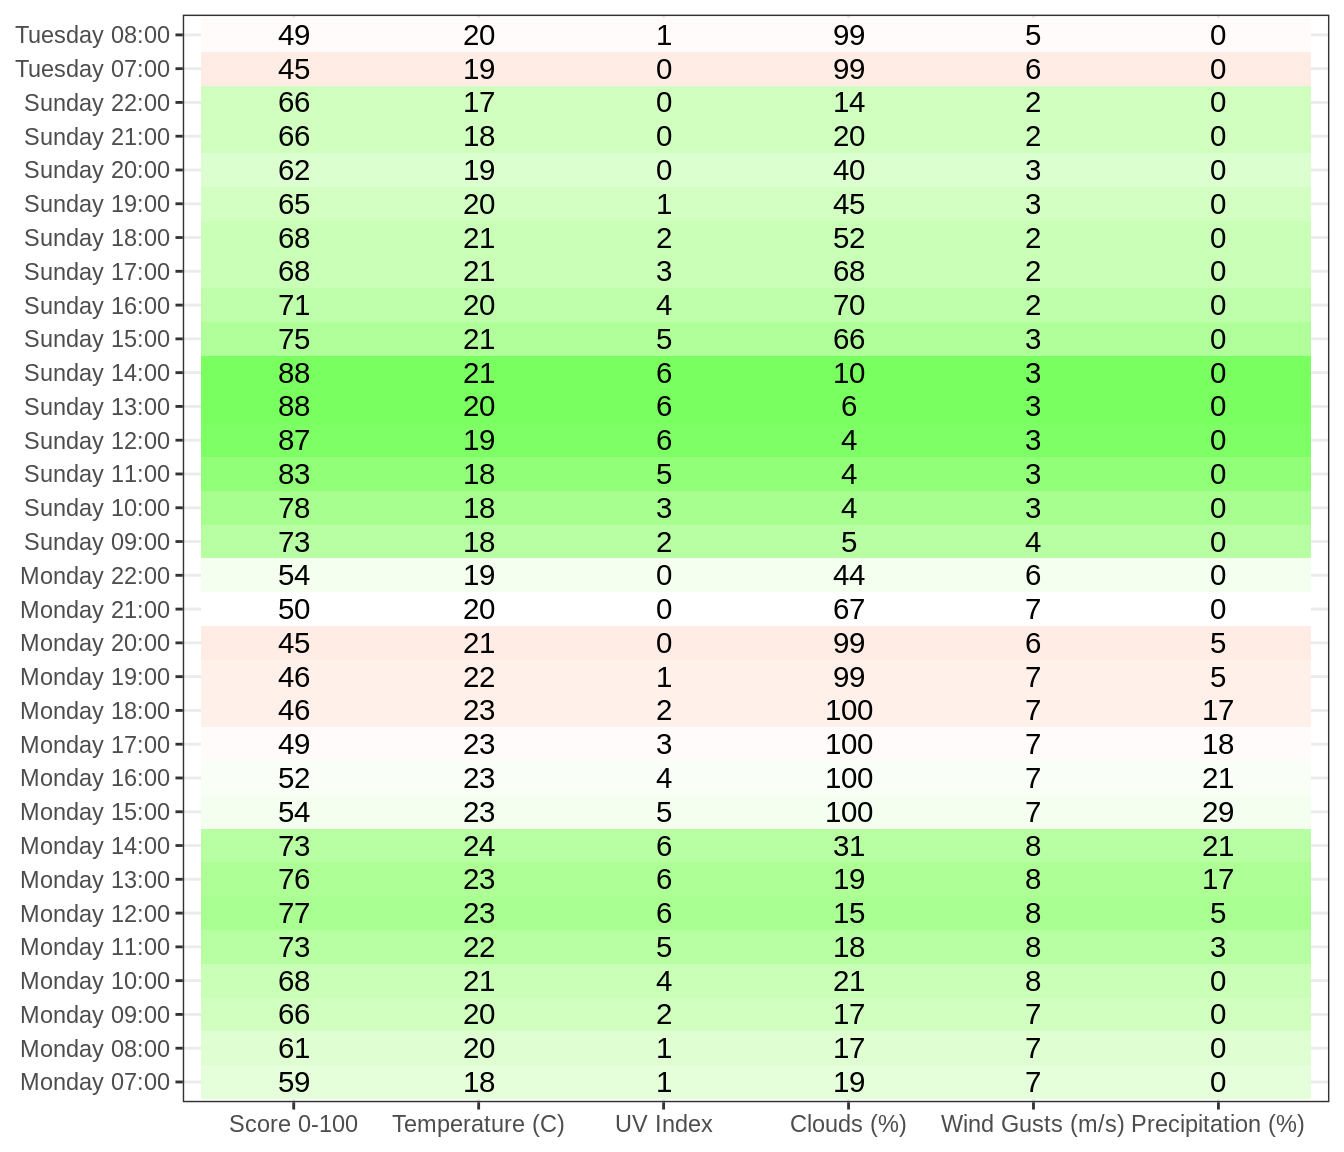 Tuesday 08:00 49 20 1 99 5 0
Tuesday 07:00 45 19 0 99 6 0
Sunday 22:00 66 17 0 14 2 0
Sunday 21:00 66 18 0 20 2 0
Sunday 20:00 62 19 0 40 3 0
Sunday 19:00 65 20 1 45 3 0
Sunday 18:00 68 21 2 52 2 0
Sunday 17:00 68 21 3 68 2 0
Sunday 16:00 71 20 4 70 2 0
Sunday 15:00 75 21 5 66 3 0
Sunday 14:00 88 21 6 10 3 0
Sunday 13:00 88 20 6 6 3 0
Sunday 12:00 87 19 6 4 3 0
Sunday 11:00 83 18 5 4 3 0
Sunday 10:00 78 18 3 4 3 0
Sunday 09:00 73 18 2 5 4 0
Monday 22:00 54 19 0 44 6 0
Monday 21:00 50 20 0 67 7 0
Monday 20:00 45 21 0 99 6 5
Monday 19:00 46 22 1 99 7 5
Monday 18:00 46 23 2 100 7 17
Monday 17:00 49 23 3 100 7 18
Monday 16:00 52 23 4 100 7 21
Monday 15:00 54 23 5 100 7 29
Monday 14:00 73 24 6 31 8 21
Monday 13:00 76 23 6 19 8 17
Monday 12:00 77 23 6 15 8 5
Monday 11:00 73 22 5 18 8 3
Monday 10:00 68 21 4 21 8 0
Monday 09:00 66 20 2 17 7 0
Monday 08:00 61 20 1 17 7 0
Monday 07:00 59 18 1 19 7 0
Score 0-100 Temperature (C) UV Index Clouds (%) Wind Gusts (m/s) Precipitation (%)